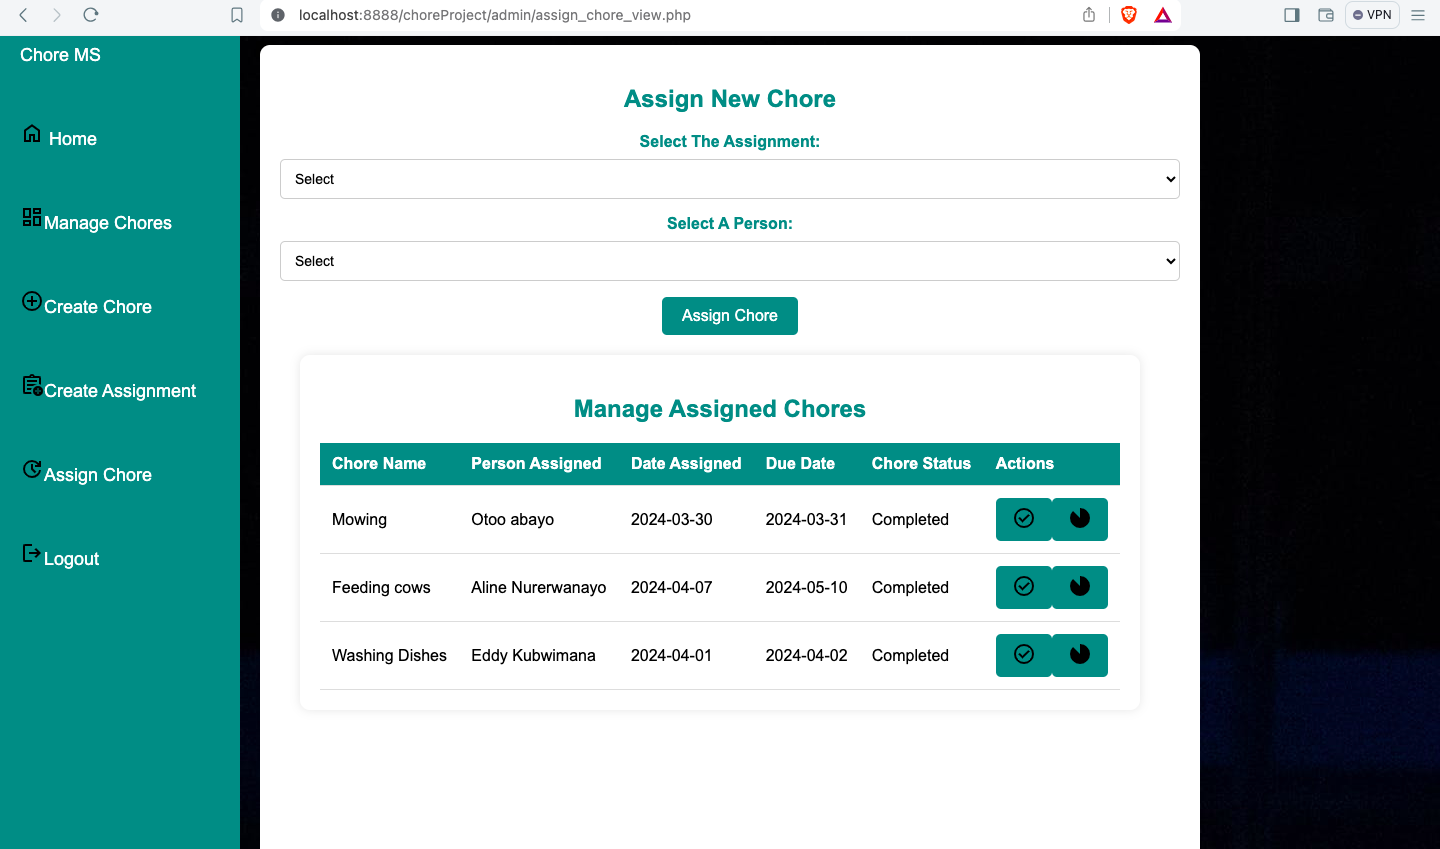 localhost:8888/choreProject/admin/assign_chore_view.php
VPN
Chore MS
Home
Manage Chores
Create Chore
Create Assignment
Assign Chore
Logout
Assign New Chore
Select The Assignment:
Select
Select A Person:
Select
Assign Chore
Manage Assigned Chores
Chore Name Person Assigned Date Assigned Due Date Chore Status Actions
Mowing Otoo abayo 2024-03-30 2024-03-31 Completed
Feeding cows Aline Nurerwanayo 2024-04-07 2024-05-10 Completed
Washing Dishes Eddy Kubwimana 2024-04-01 2024-04-02 Completed